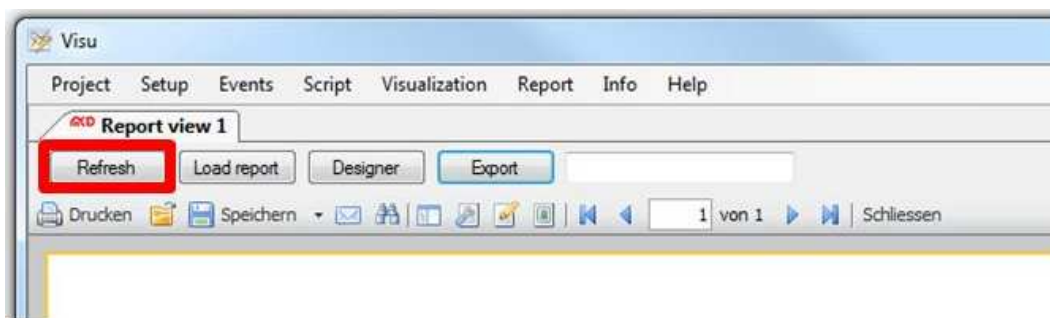 Visu
Project Setup Events Script Visualization Report Info Help
Report view 1
Refresh Load report Designer Export
Drucken Speichern 1 von 1 Schliessen